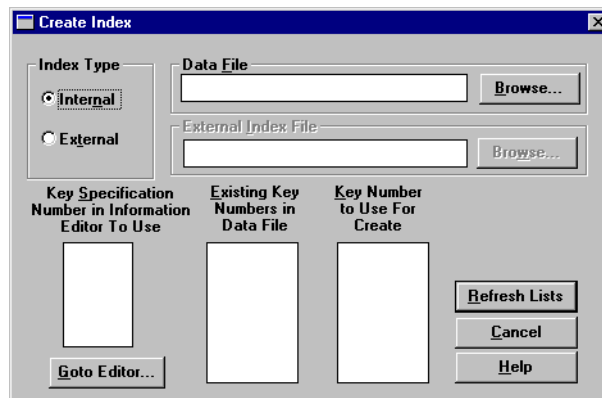 Create Index
Index Type
Internal
External
Data File
Browse...
External Index File
Browse...
Key Specification
Number in Information
Editor To Use
Existing Key
Numbers in
Data File
Key Number
to Use For
Create
Goto Editor...
Refresh Lists
Cancel
Help